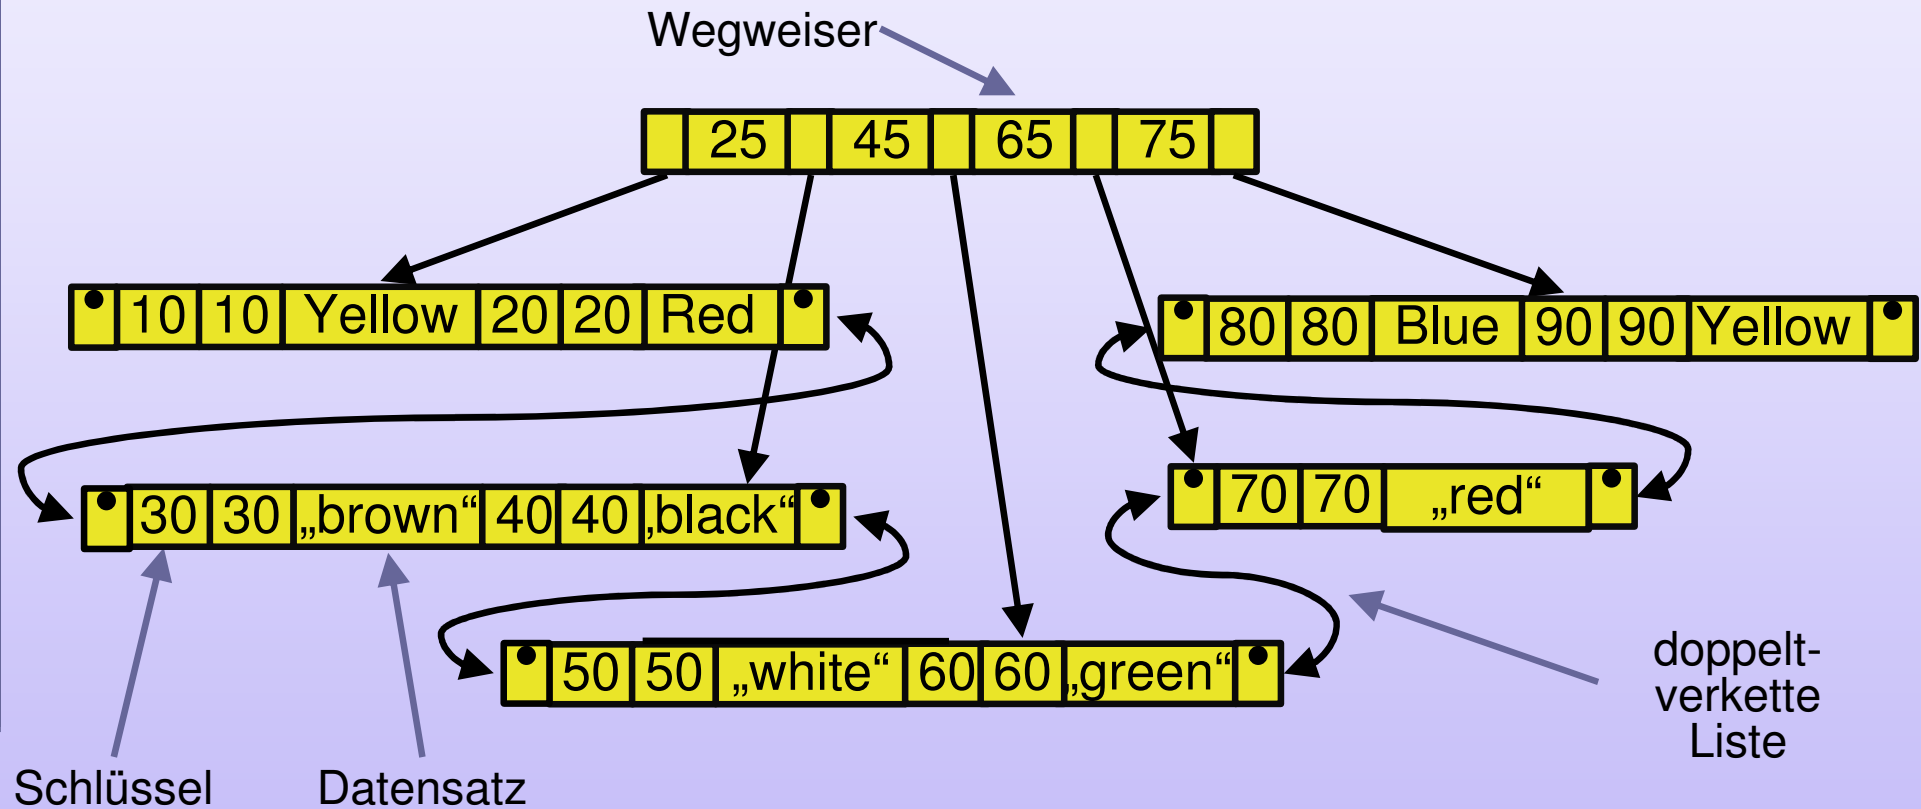 Wegweiser
25 45 65 75
10 10 Yellow 20 20 Red
80 80 Blue 90 90 Yellow
30 30 „brown“ 40 40 „black“
70 70 „red“
50 50 „white“ 60 60 „green“
doppelt-
verkette
Liste
Schlüssel
Datensatz